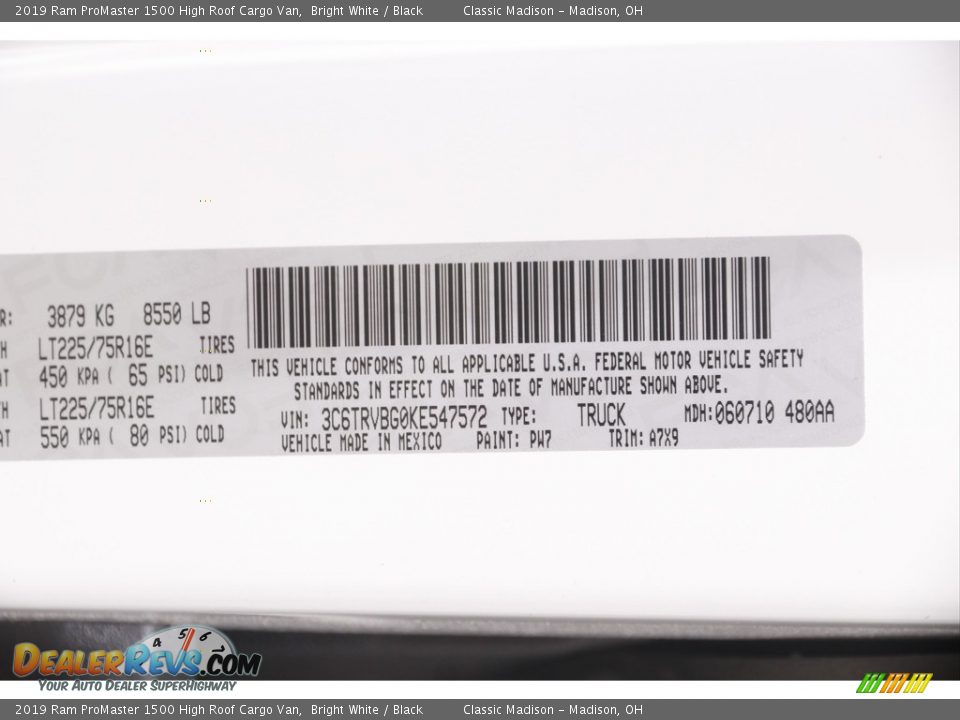 2019 Ram ProMaster 1500 High Roof Cargo Van, Bright White / Black Classic Madison – Madison, OH
R: 3879 KG 8550 LB
H LT225/75R16E TIRES
AT 450 KPA ( 65 PSI) COLD
H LT225/75R16E TIRES
AT 550 KPA ( 80 PSI) COLD
THIS VEHICLE CONFORMS TO ALL APPLICABLE U.S.A. FEDERAL MOTOR VEHICLE SAFETY
STANDARDS IN EFFECT ON THE DATE OF MANUFACTURE SHOWN ABOVE.
VIN: 3C6TRVBG0KE547572 TYPE: TRUCK MDH:060710 480AA
VEHICLE MADE IN MEXICO PAINT: PW7 TRIM: A7X9
4 5 6
DEALERREVS.COM
YOUR AUTO DEALER SUPERHIGHWAY
2019 Ram ProMaster 1500 High Roof Cargo Van, Bright White / Black Classic Madison – Madison, OH